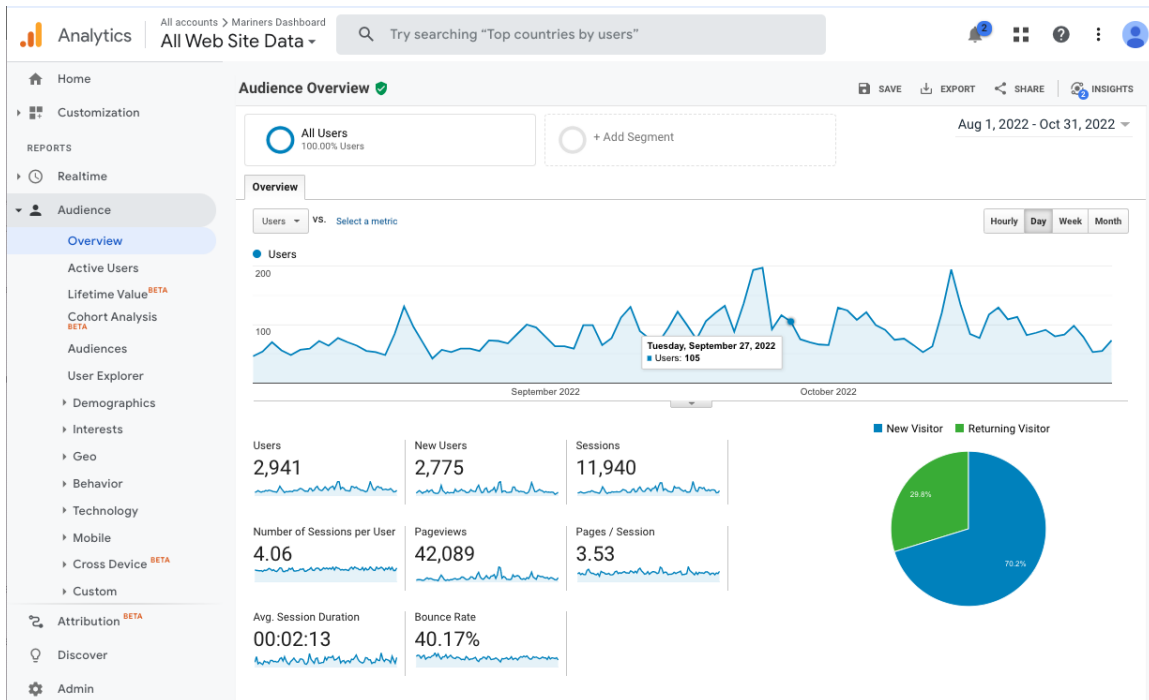 Analytics
All accounts > Mariners Dashboard
All Web Site Data
Try searching “Top countries by users”
2
Home
Customization
REPORTS
Realtime
Audience
Overview
Active Users
Lifetime Value BETA
Cohort Analysis
BETA
Audiences
User Explorer
Demographics
Interests
Geo
Behavior
Technology
Mobile
Cross Device BETA
Custom
Attribution BETA
Discover
Admin
Audience Overview
SAVE
EXPORT
SHARE
2
INSIGHTS
All Users
100.00% Users
+ Add Segment
Aug 1, 2022 - Oct 31, 2022
Overview
Users
VS.
Select a metric
Hourly
Day
Week
Month
Users
200
100
Tuesday, September 27, 2022
Users: 105
September 2022
October 2022
Users
2,941
New Users
2,775
Sessions
11,940
Number of Sessions per User
4.06
Pageviews
42,089
Pages / Session
3.53
Avg. Session Duration
00:02:13
Bounce Rate
40.17%
New Visitor
Returning Visitor
29.8%
70.2%